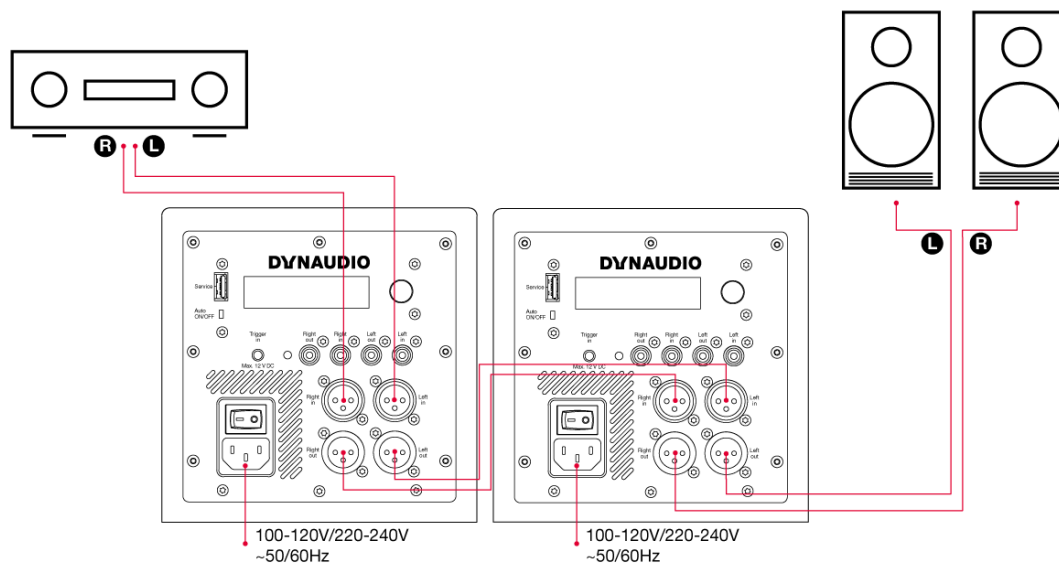 R L
L R
DYNAUDIO
Service
Auto
ON/OFF
Trigger
in
Right
out
Right
in
Left
out
Left
in
Max. 12 V DC
Right
in
Left
in
Right
out
Left
out
100-120V/220-240V
~50/60Hz
DYNAUDIO
Service
Auto
ON/OFF
Trigger
in
Right
out
Right
in
Left
out
Left
in
Max. 12 V DC
Right
in
Left
in
Right
out
Left
out
100-120V/220-240V
~50/60Hz